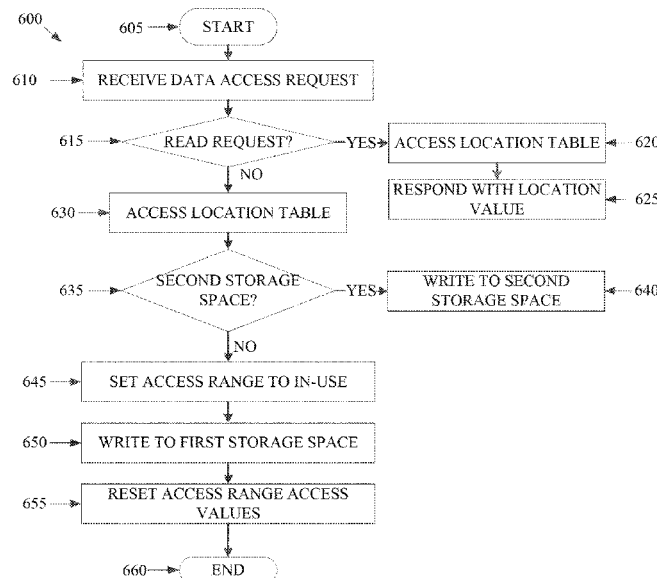 600
605
START
610
RECEIVE DATA ACCESS REQUEST
615
READ REQUEST?
YES
ACCESS LOCATION TABLE
620
NO
RESPOND WITH LOCATION
VALUE
625
630
ACCESS LOCATION TABLE
635
SECOND STORAGE
SPACE?
YES
WRITE TO SECOND
STORAGE SPACE
640
NO
645
SET ACCESS RANGE TO IN-USE
650
WRITE TO FIRST STORAGE SPACE
655
RESET ACCESS RANGE ACCESS
VALUES
660
END